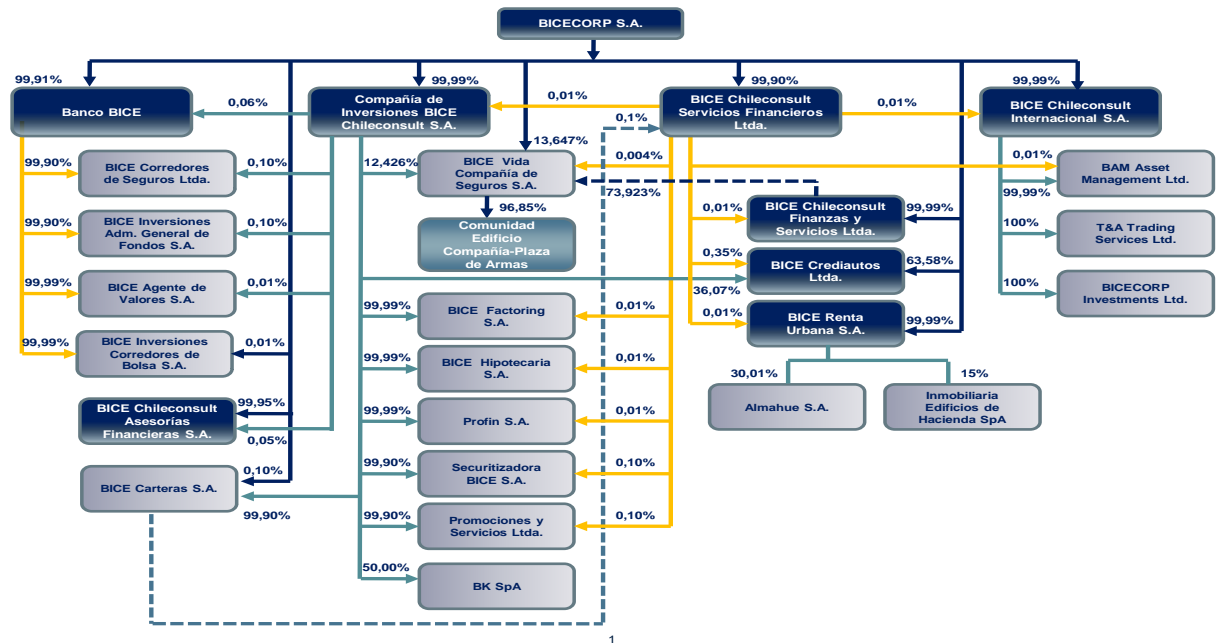 BICECORP S.A.
99,91%
99,99%
99,90%
99,99%
Banco BICE
0,06%
Compañía de
Inversiones BICE
Chileconsult S.A.
0,01%
BICE Chileconsult
Servicios Financieros
Ltda.
0,01%
BICE Chileconsult
Internacional S.A.
0,1%
13,647%
99,90%
BICE Corredores
de Seguros Ltda.
0,10%
12,426%
BICE Vida
Compañía de
Seguros S.A.
0,004%
73,923%
0,01%
99,99%
BAM Asset
Management Ltd.
96,85%
99,90%
BICE Inversiones
Adm. General de
Fondos S.A.
0,10%
Comunidad
Edificio
Compañía-Plaza
de Armas
0,01%
BICE Chileconsult
Finanzas y
Servicios Ltda.
99,99%
100%
T&A Trading
Services Ltd.
99,99%
BICE Agente de
Valores S.A.
0,01%
0,35%
36,07%
BICE Crediautos
Ltda.
63,58%
100%
BICECORP
Investments Ltd.
99,99%
BICE Factoring
S.A.
0,01%
0,01%
BICE Renta
Urbana S.A.
99,99%
99,99%
BICE Inversiones
Corredores de
Bolsa S.A.
0,01%
99,99%
BICE Hipotecaria
S.A.
0,01%
30,01%
15%
Almahue S.A.
Inmobiliaria
Edificios de
Hacienda SpA
BICE Chileconsult
Asesorías
Financieras S.A.
99,95%
0,05%
99,99%
Profin S.A.
0,01%
BICE Carteras S.A.
0,10%
99,90%
99,90%
Securitizadora
BICE S.A.
0,10%
99,90%
Promociones y
Servicios Ltda.
0,10%
50,00%
BK SpA
1